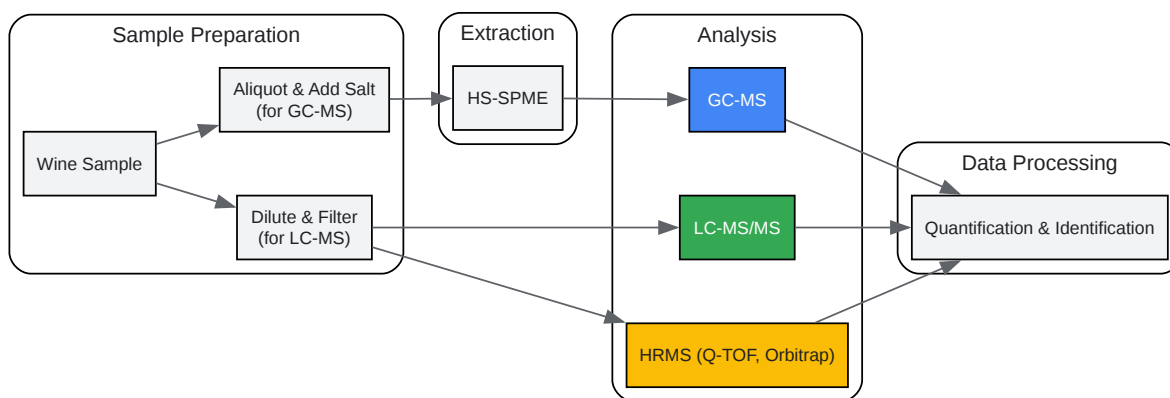 Sample Preparation
Wine Sample
Aliquot & Add Salt
(for GC-MS)
Dilute & Filter
(for LC-MS)
Extraction
HS-SPME
Analysis
GC-MS
LC-MS/MS
HRMS (Q-TOF, Orbitrap)
Data Processing
Quantification & Identification